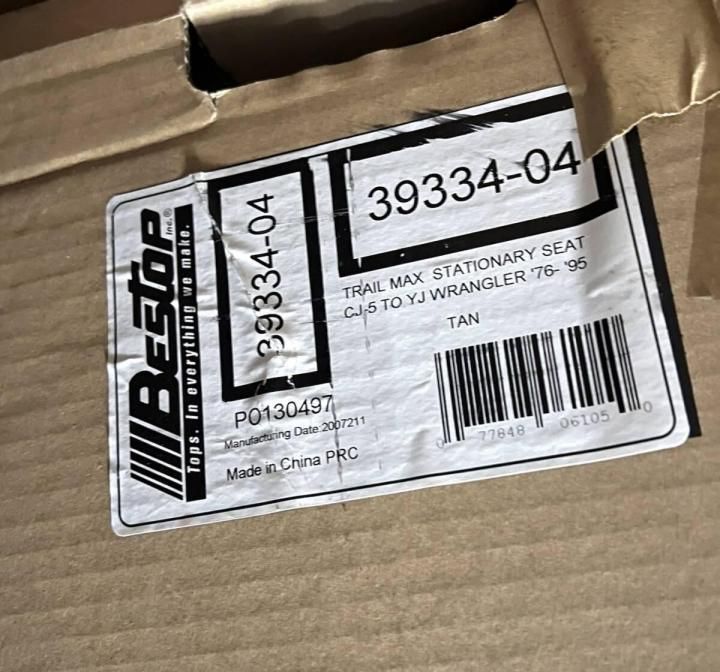 BESTOP Inc.®
Tops. In everything we make.
39334-04
39334-04
TRAIL MAX STATIONARY SEAT
CJ-5 TO YJ WRANGLER '76- '95
TAN
PO130497
Manufacturing Date:2007211
Made in China PRC
0 77848 06105 0